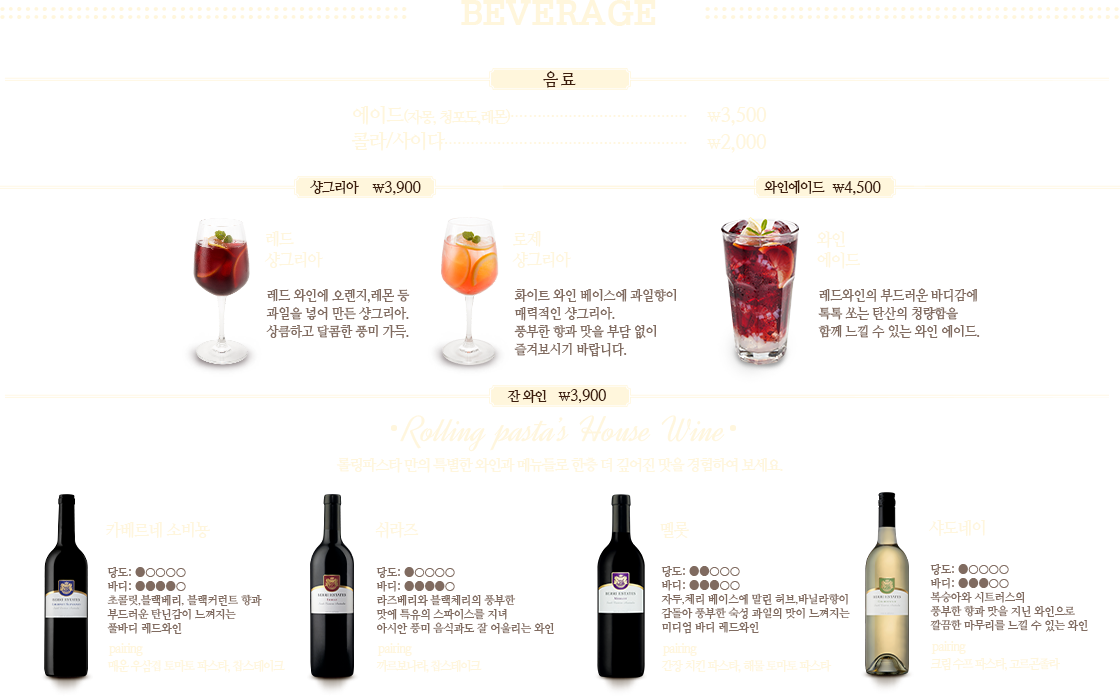 BEVERAGE
음료
에이드(자몽, 청포도,레몬) ₩3,500
콜라/사이다 ₩2,000
샹그리아 ₩3,900
와인에이드 ₩4,500
레드
샹그리아
레드 와인에 오렌지,레몬 등
과일을 넣어 만든 샹그리아.
상큼하고 달콤한 풍미 가득.
로제
샹그리아
화이트 와인 베이스에 과일향이
매력적인 샹그리아.
풍부한 향과 맛을 부담 없이
즐겨보시기 바랍니다.
와인
에이드
레드와인의 부드러운 바디감에
톡톡 쏘는 탄산의 청량함을
함께 느낄 수 있는 와인 에이드.
잔 와인 ₩3,900
•Rolling pasta's House Wine•
롤링파스타 만의 특별한 와인과 메뉴들로 한층 더 깊어진 맛을 경험하여 보세요.
카베르네 소비뇽
당도: ●○○○○
바디: ●●●●○
초콜릿,블랙베리, 블랙커런트 향과
부드러운 탄닌감이 느껴지는
풀바디 레드와인
pairing
매운 우삼겹 토마토 파스타, 찹스테이크
쉬라즈
당도: ●○○○○
바디: ●●●●○
라즈베리와 블랙체리의 풍부한
맛에 특유의 스파이스를 지녀
아시안 풍미 음식과도 잘 어울리는 와인
pairing
까르보나라, 찹스테이크
멜롯
당도: ●●○○○
바디: ●●●○○
자두,체리 베이스에 말린 허브,바닐라향이
감돌아 풍부한 숙성 과일의 맛이 느껴지는
미디엄 바디 레드와인
pairing
파스타
샤도네이
당도: ●○○○○
바디: ●●●○○
복숭아와 시트러스의
풍부한 향과 맛을 지닌 와인으로
깔끔한 마무리를 느낄 수 있는 와인
pairing
크림 파스타, 고르곤졸라